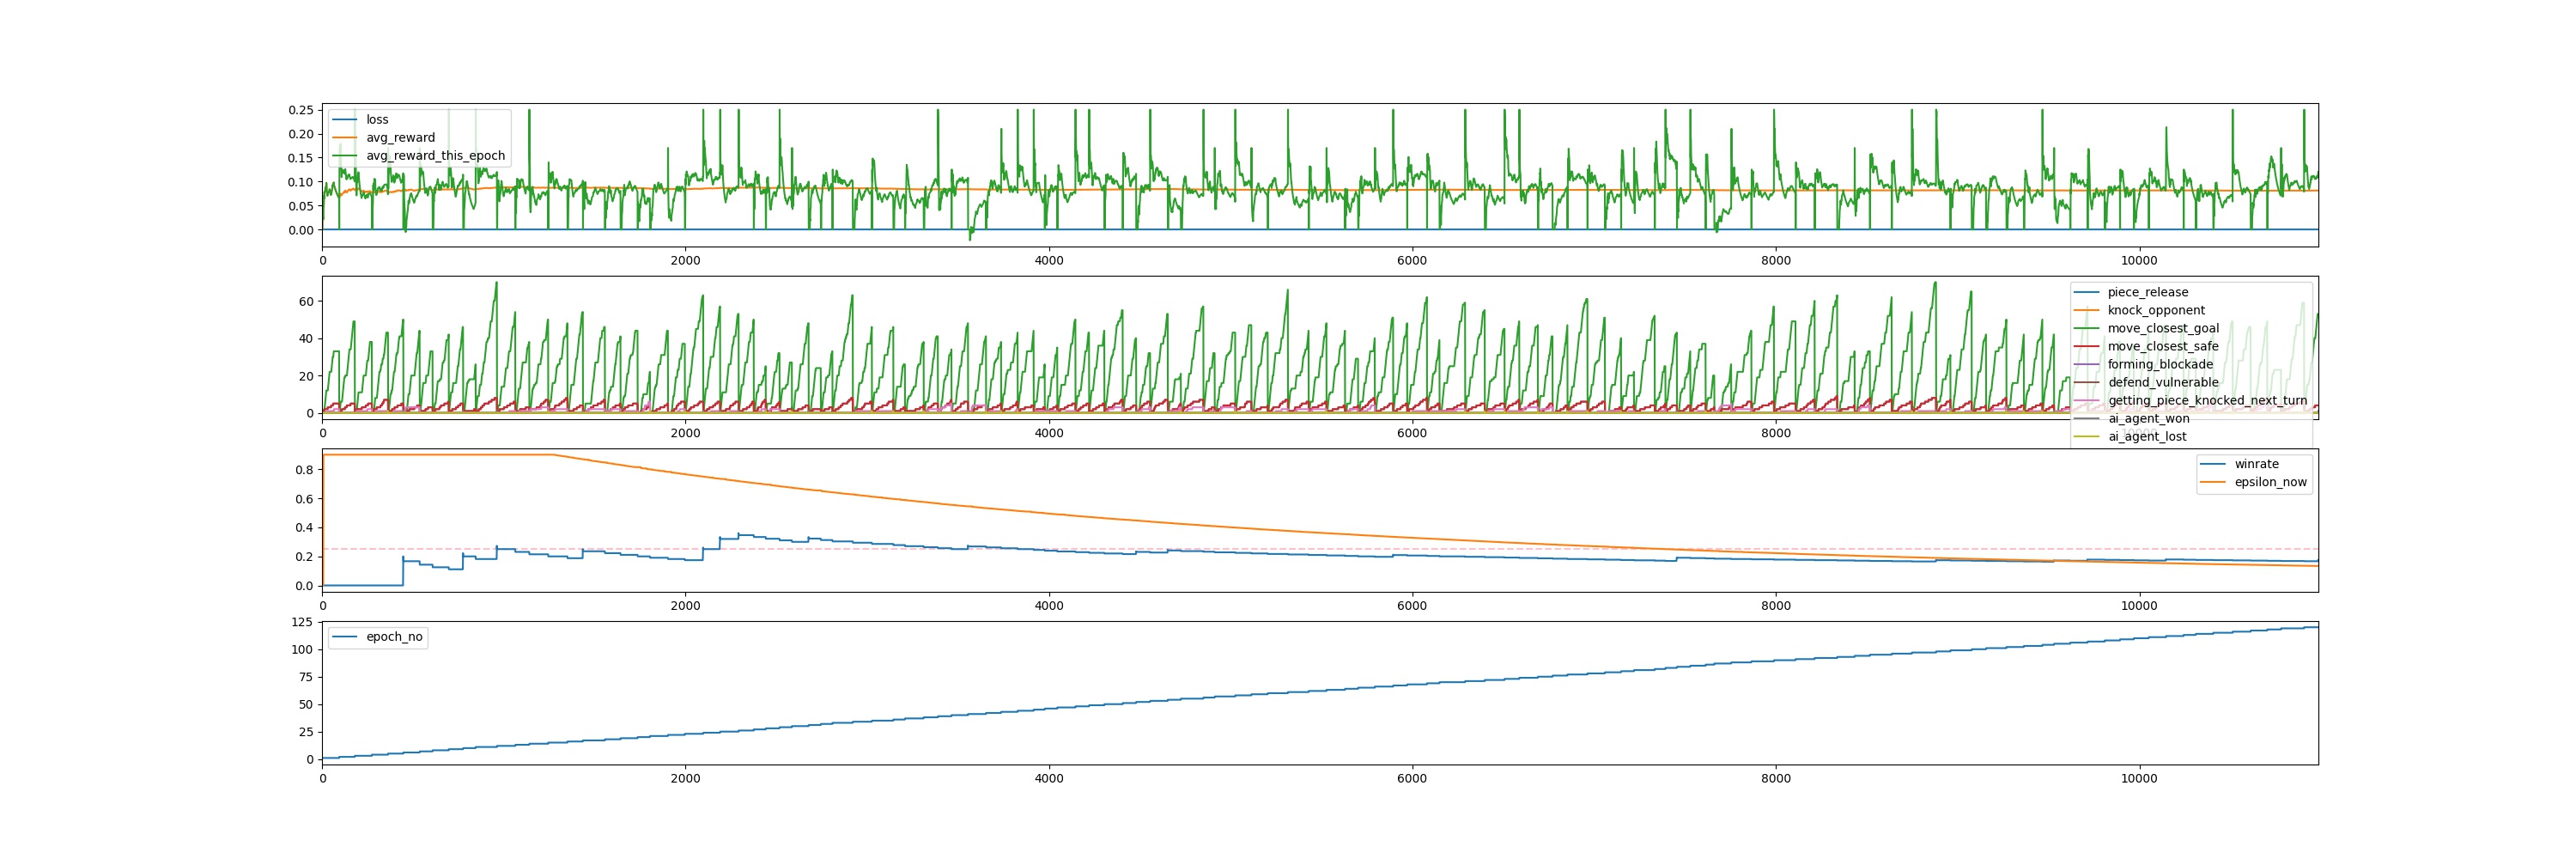 0.25
0.20
0.15
0.10
0.05
0.00
loss
avg_reward
avg_reward_this_epoch
0 2000 4000 6000 8000 10000
60
40
20
0
piece_release
knock_opponent
move_closest_goal
move_closest_safe
forming_blockade
defend_vulnerable
getting_piece_knocked_next_turn
ai_agent_won
ai_agent_lost
0 2000 4000 6000 8000 10000
0.8
0.6
0.4
0.2
0.0
winrate
epsilon_now
0 2000 4000 6000 8000 10000
125
100
75
50
25
0
epoch_no
0 2000 4000 6000 8000 10000